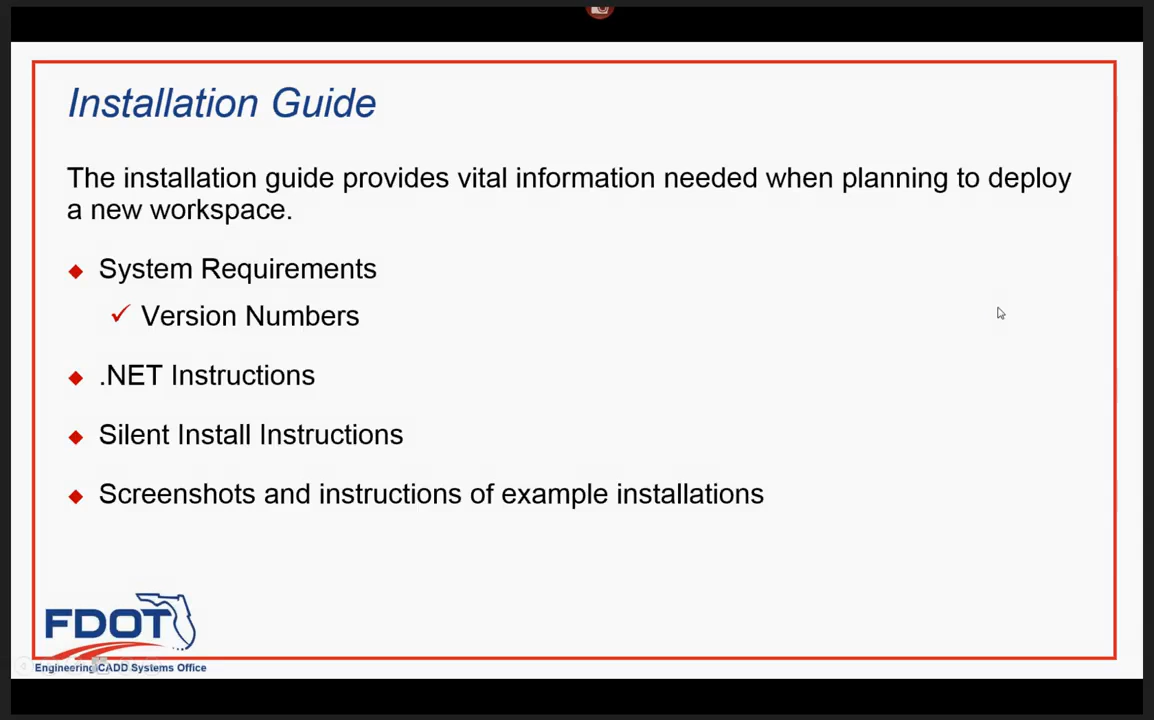 Installation Guide
The installation guide provides vital information needed when planning to deploy
a new workspace.
System Requirements
Version Numbers
.NET Instructions
Silent Install Instructions
Screenshots and instructions of example installations
FDOT
Engineering/CADD Systems Office